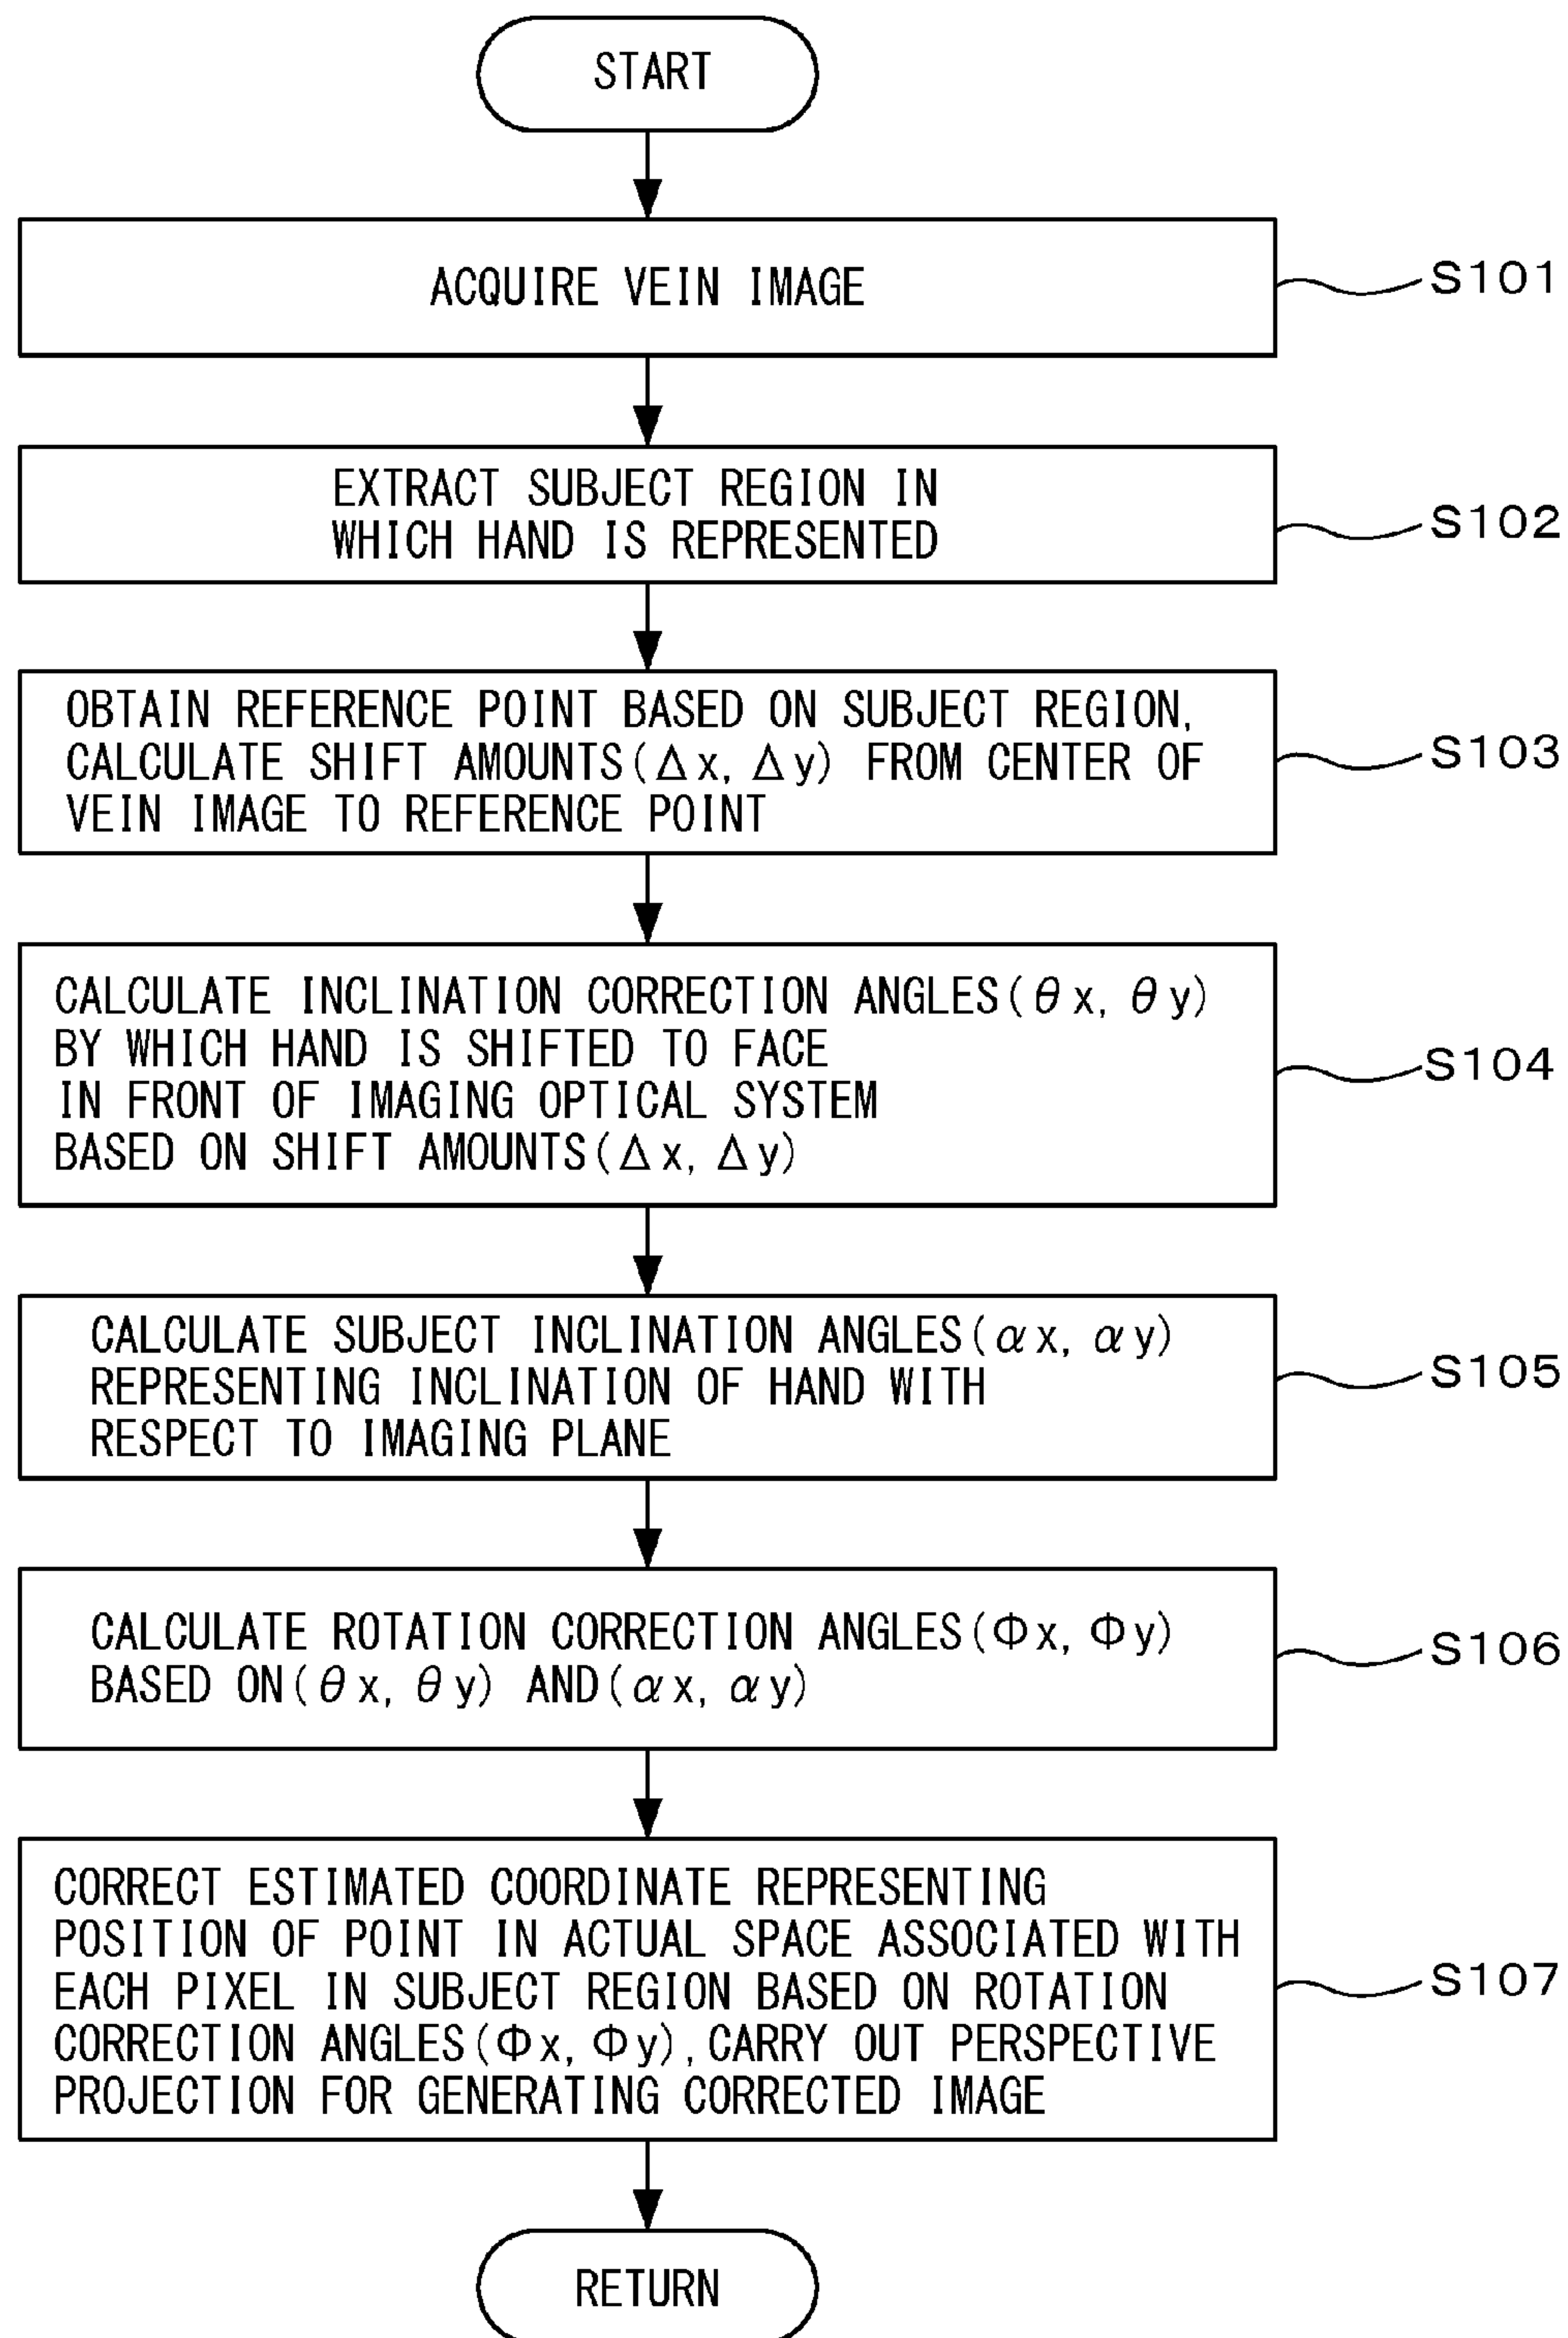 START
ACQUIRE VEIN IMAGE
S101
EXTRACT SUBJECT REGION IN
WHICH HAND IS REPRESENTED
S102
OBTAIN REFERENCE POINT BASED ON SUBJECT REGION,
CALCULATE SHIFT AMOUNTS(Δx, Δy) FROM CENTER OF
VEIN IMAGE TO REFERENCE POINT
S103
CALCULATE INCLINATION CORRECTION ANGLES(θx, θy)
BY WHICH HAND IS SHIFTED TO FACE
IN FRONT OF IMAGING OPTICAL SYSTEM
BASED ON SHIFT AMOUNTS(Δx, Δy)
S104
CALCULATE SUBJECT INCLINATION ANGLES(αx, αy)
REPRESENTING INCLINATION OF HAND WITH
RESPECT TO IMAGING PLANE
S105
CALCULATE ROTATION CORRECTION ANGLES(Φx, Φy)
BASED ON(θx, θy) AND(αx, αy)
S106
CORRECT ESTIMATED COORDINATE REPRESENTING
POSITION OF POINT IN ACTUAL SPACE ASSOCIATED WITH
EACH PIXEL IN SUBJECT REGION BASED ON ROTATION
CORRECTION ANGLES(Φx, Φy),CARRY OUT PERSPECTIVE
PROJECTION FOR GENERATING CORRECTED IMAGE
S107
RETURN